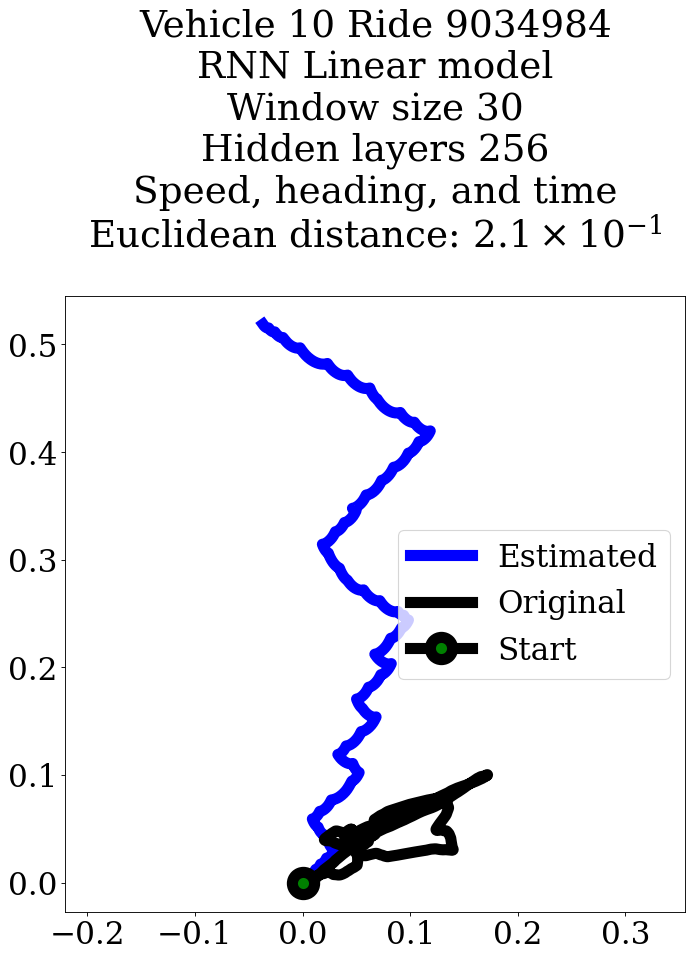 Vehicle 10 Ride 9034984
RNN Linear model
Window size 30
Hidden layers 256
Speed, heading, and time
Euclidean distance: 2.1 × 10⁻¹
0.5
0.4
0.3
0.2
0.1
0.0
Estimated
Original
Start
−0.2 −0.1 0.0 0.1 0.2 0.3